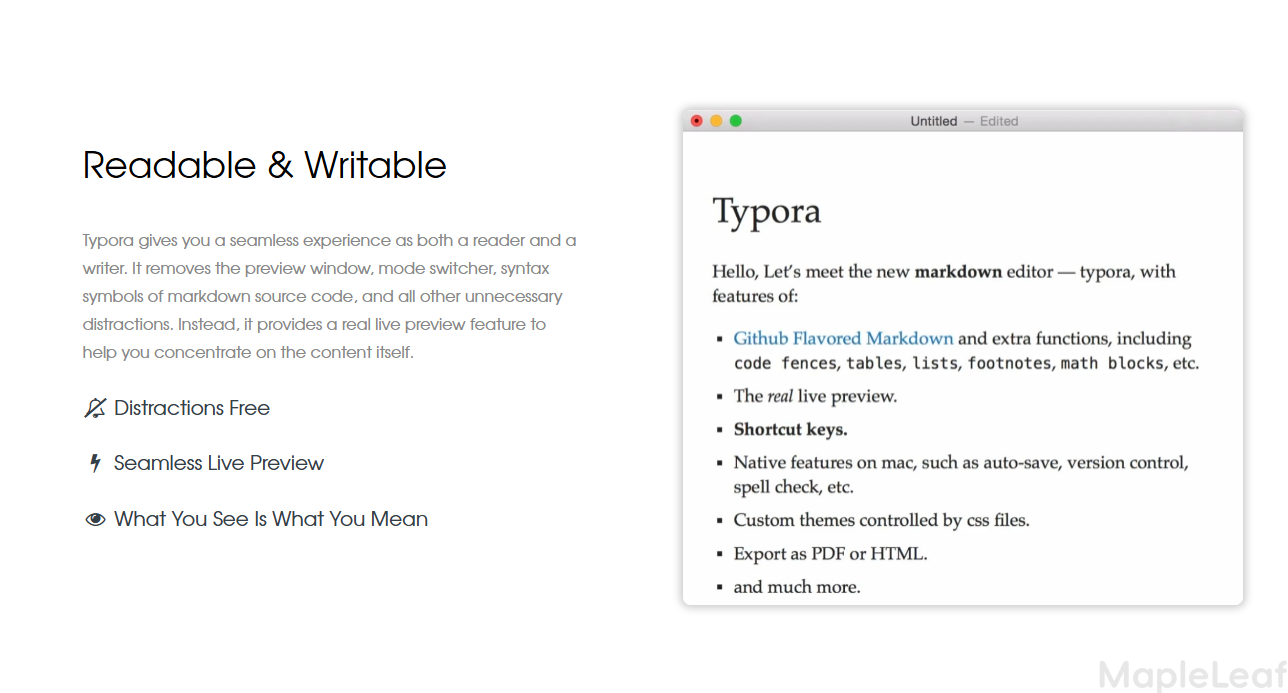 Readable & Writable
Typora gives you a seamless experience as both a reader and a
writer. It removes the preview window, mode switcher, syntax
symbols of markdown source code, and all other unnecessary
distractions. Instead, it provides a real live preview feature to
help you concentrate on the content itself.
Distractions Free
Seamless Live Preview
What You See Is What You Mean
Untitled — Edited
Typora
Hello, Let's meet the new markdown editor — typora, with
features of:
▪ Github Flavored Markdown and extra functions, including
code fences, tables, lists, footnotes, math blocks, etc.
▪ The real live preview.
▪ Shortcut keys.
▪ Native features on mac, such as auto-save, version control,
spell check, etc.
▪ Custom themes controlled by css files.
▪ Export as PDF or HTML.
▪ and much more.
MapleLeaf